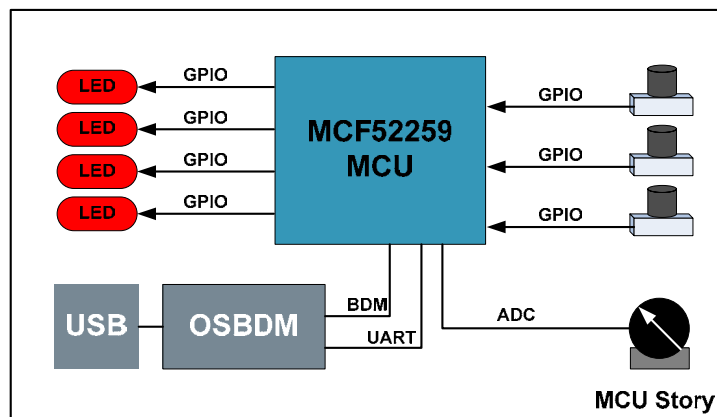 LED
GPIO
LED
GPIO
LED
GPIO
LED
GPIO
MCF52259
MCU
GPIO
GPIO
GPIO
USB
OSBDM
BDM
UART
ADC
MCU Story